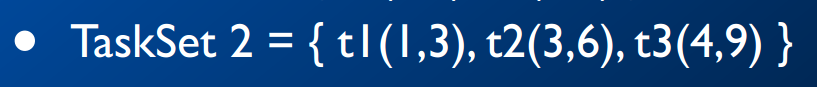 • TaskSet 2 = { t1(1,3), t2(3,6), t3(4,9) }